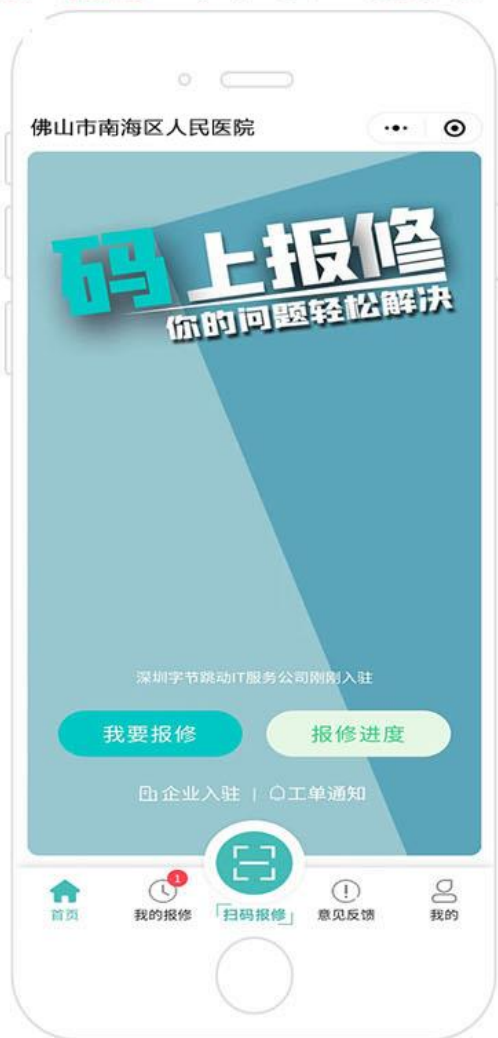 佛山市南海区人民医院
码上报修
你的问题轻松解决
深圳字节跳动IT服务公司刚刚入驻
我要报修
报修进度
企业入驻 | 工单通知
1
首页
我的报修
「扫码报修」
意见反馈
我的